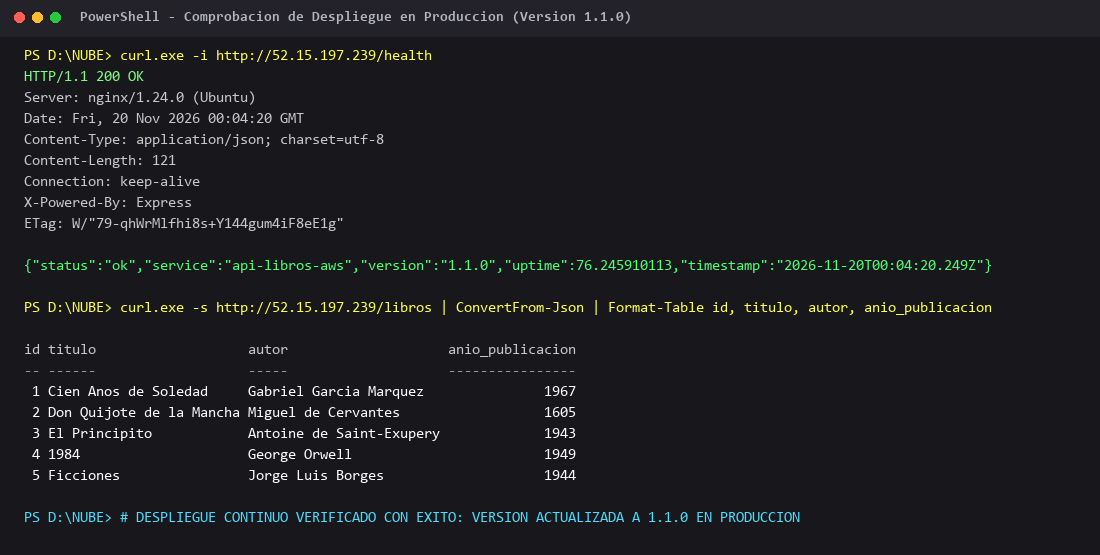 PowerShell - Comprobacion de Despliegue en Produccion (Version 1.1.0)
PS D:\NUBE> curl.exe -i http://52.15.197.239/health
HTTP/1.1 200 OK
Server: nginx/1.24.0 (Ubuntu)
Date: Fri, 20 Nov 2026 00:04:20 GMT
Content-Type: application/json; charset=utf-8
Content-Length: 121
Connection: keep-alive
X-Powered-By: Express
ETag: W/"79-qhWrMlfhi8s+Y144gum4iF8eE1g"
{"status":"ok","service":"api-libros-aws","version":"1.1.0","uptime":76.245910113,"timestamp":"2026-11-20T00:04:20.249Z"}
PS D:\NUBE> curl.exe -s http://52.15.197.239/libros | ConvertFrom-Json | Format-Table id, titulo, autor, anio_publicacion
id titulo                   autor                    anio_publicacion
-- ------                   -----                    ----------------
 1 Cien Anos de Soledad     Gabriel Garcia Marquez               1967
 2 Don Quijote de la Mancha Miguel de Cervantes                  1605
 3 El Principito            Antoine de Saint-Exupery             1943
 4 1984                     George Orwell                        1949
 5 Ficciones                Jorge Luis Borges                    1944
PS D:\NUBE> # DESPLIEGUE CONTINUO VERIFICADO CON EXITO: VERSION ACTUALIZADA A 1.1.0 EN PRODUCCION